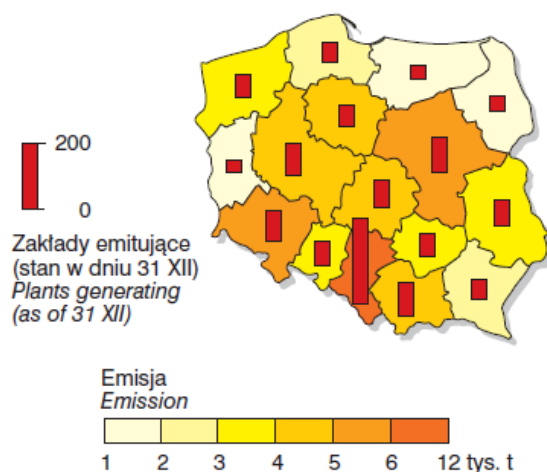 200
0
Zakłady emitujące
(stan w dniu 31 XII)
Plants generating
(as of 31 XII)
Emisja
Emission
1 2 3 4 5 6 12 tys. t